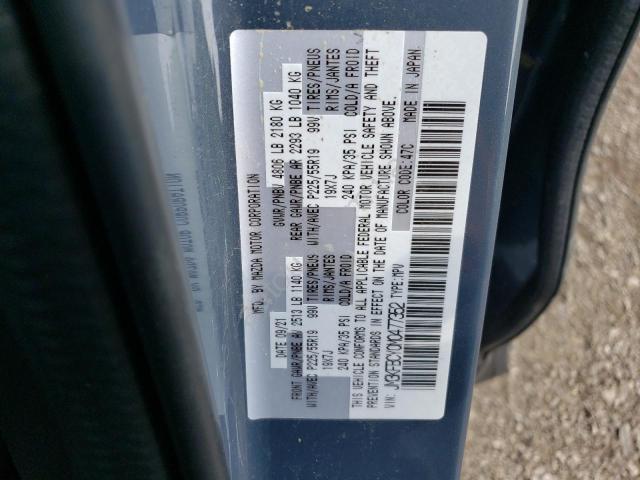 MFD. BY MAZDA MOTOR CORPORATION
DATE: 09/21 GVWR/PNBV 4806 LB 2180 KG
FRONT GAWR/PNBE AV 2513 LB 1140 KG REAR GAWR/PNBE AR 2293 LB 1040 KG
WITH/AVEC P225/55R19 99V TIRES/PNEUS WITH/AVEC P225/55R19 99V TIRES/PNEUS
19X7J RIMS/JANTES 19X7J RIMS/JANTES
240 KPA/35 PSI COLD/A FROID 240 KPA/35 PSI COLD/A FROID
THIS VEHICLE CONFORMS TO ALL APPLICABLE FEDERAL MOTOR VEHICLE SAFETY AND THEFT
PREVENTION STANDARDS IN EFFECT ON THE DATE OF MANUFACTURE SHOWN ABOVE.
VIN: TYPE: MPV COLOR CODE: 47C MADE IN JAPAN